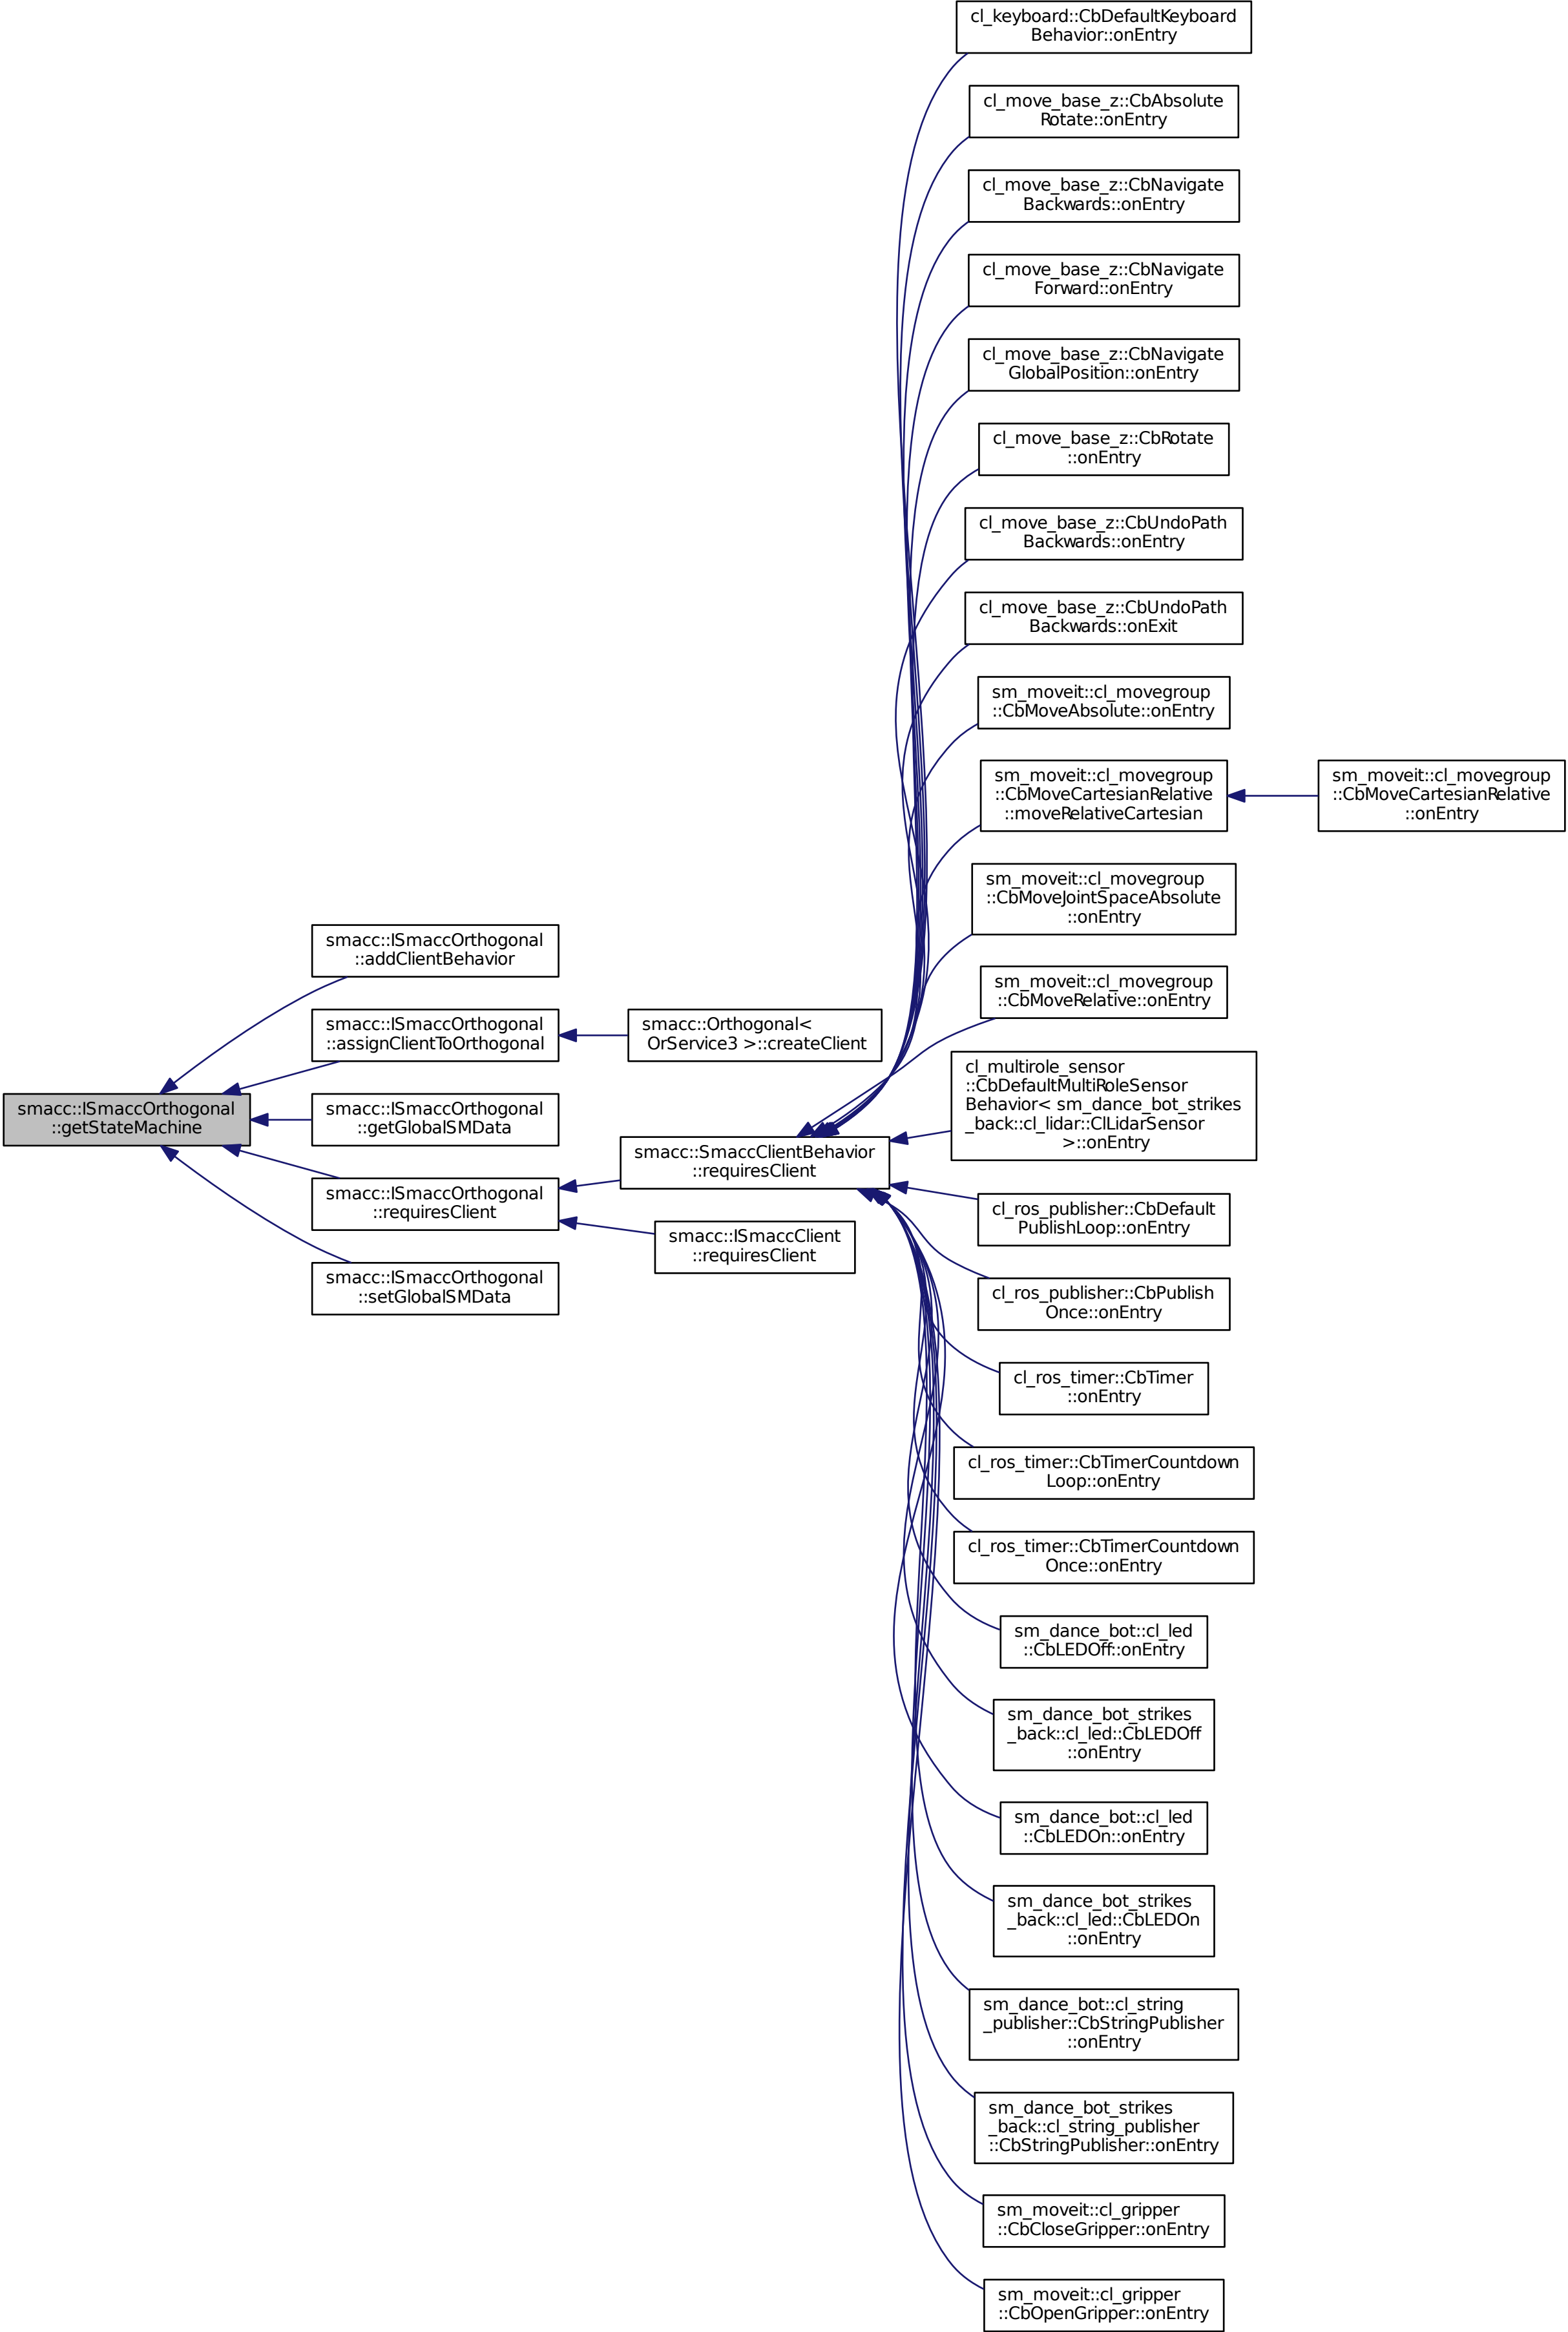 cl_keyboard::CbDefaultKeyboard
Behavior::onEntry
cl_move_base_z::CbAbsolute
Rotate::onEntry
cl_move_base_z::CbNavigate
Backwards::onEntry
cl_move_base_z::CbNavigate
Forward::onEntry
cl_move_base_z::CbNavigate
GlobalPosition::onEntry
cl_move_base_z::CbRotate
::onEntry
cl_move_base_z::CbUndoPath
Backwards::onEntry
cl_move_base_z::CbUndoPath
Backwards::onExit
sm_moveit::cl_movegroup
::CbMoveAbsolute::onEntry
sm_moveit::cl_movegroup
::CbMoveCartesianRelative
::moveRelativeCartesian
sm_moveit::cl_movegroup
::CbMoveCartesianRelative
::onEntry
sm_moveit::cl_movegroup
::CbMoveJointSpaceAbsolute
::onEntry
smacc::ISmaccOrthogonal
::addClientBehavior
sm_moveit::cl_movegroup
::CbMoveRelative::onEntry
smacc::ISmaccOrthogonal
::assignClientToOrthogonal
smacc::Orthogonal<
OrService3 >::createClient
cl_multirole_sensor
::CbDefaultMultiRoleSensor
Behavior< sm_dance_bot_strikes
_back::cl_lidar::ClLidarSensor
>::onEntry
smacc::ISmaccOrthogonal
::getStateMachine
smacc::ISmaccOrthogonal
::getGlobalSMData
smacc::SmaccClientBehavior
::requiresClient
smacc::ISmaccOrthogonal
::requiresClient
cl_ros_publisher::CbDefault
PublishLoop::onEntry
smacc::ISmaccClient
::requiresClient
smacc::ISmaccOrthogonal
::setGlobalSMData
cl_ros_publisher::CbPublish
Once::onEntry
cl_ros_timer::CbTimer
::onEntry
cl_ros_timer::CbTimerCountdown
Loop::onEntry
cl_ros_timer::CbTimerCountdown
Once::onEntry
sm_dance_bot::cl_led
::CbLEDOff::onEntry
sm_dance_bot_strikes
_back::cl_led::CbLEDOff
::onEntry
sm_dance_bot::cl_led
::CbLEDOn::onEntry
sm_dance_bot_strikes
_back::cl_led::CbLEDOn
::onEntry
sm_dance_bot::cl_string
_publisher::CbStringPublisher
::onEntry
sm_dance_bot_strikes
_back::cl_string_publisher
::CbStringPublisher::onEntry
sm_moveit::cl_gripper
::CbCloseGripper::onEntry
sm_moveit::cl_gripper
::CbOpenGripper::onEntry